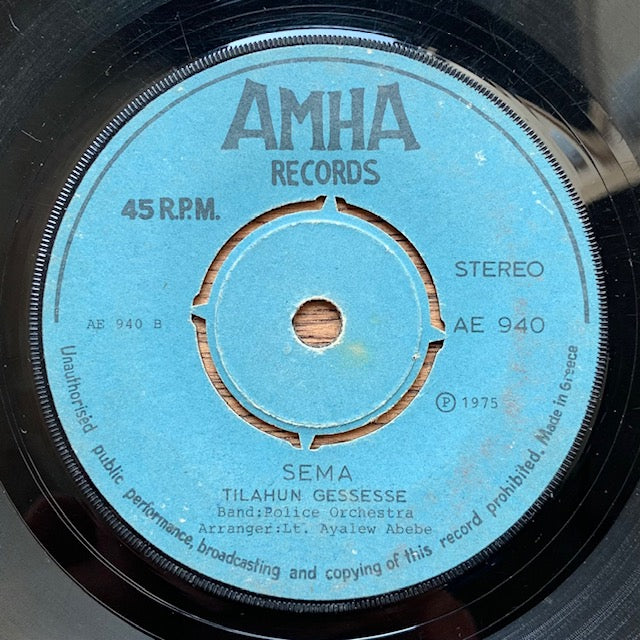 AMHA
RECORDS
45 R.P.M.
STEREO
AE 940 B
AE 940
Ⓟ 1975
SEMA
TILAHUN GESSESSE
Band:Police Orchestra
Arranger:Lt. Ayalew Abebe
Unauthorised public performance, broadcasting and copying of this record prohibited. Made in Greece